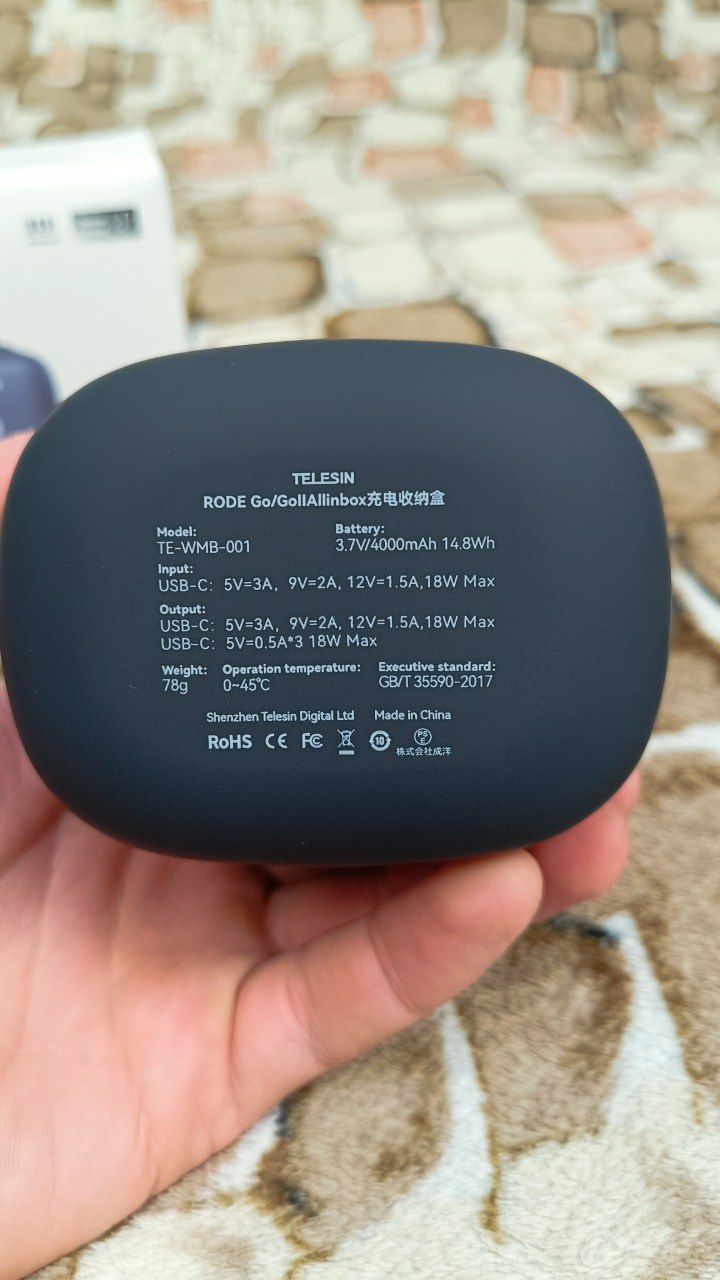 TELESIN
RODE Go/GoIIAllinbox充电收纳盒
Model: Battery:
TE-WMB-001 3.7V/4000mAh 14.8Wh
Input:
USB-C: 5V=3A, 9V=2A, 12V=1.5A,18W Max
Output:
USB-C: 5V=3A, 9V=2A, 12V=1.5A,18W Max
USB-C: 5V=0.5A*3 18W Max
Weight: Operation temperature: Executive standard:
78g 0~45℃ GB/T 35590-2017
Shenzhen Telesin Digital Ltd Made in China
RoHS CE FC 10 PSE
株式会社成洋